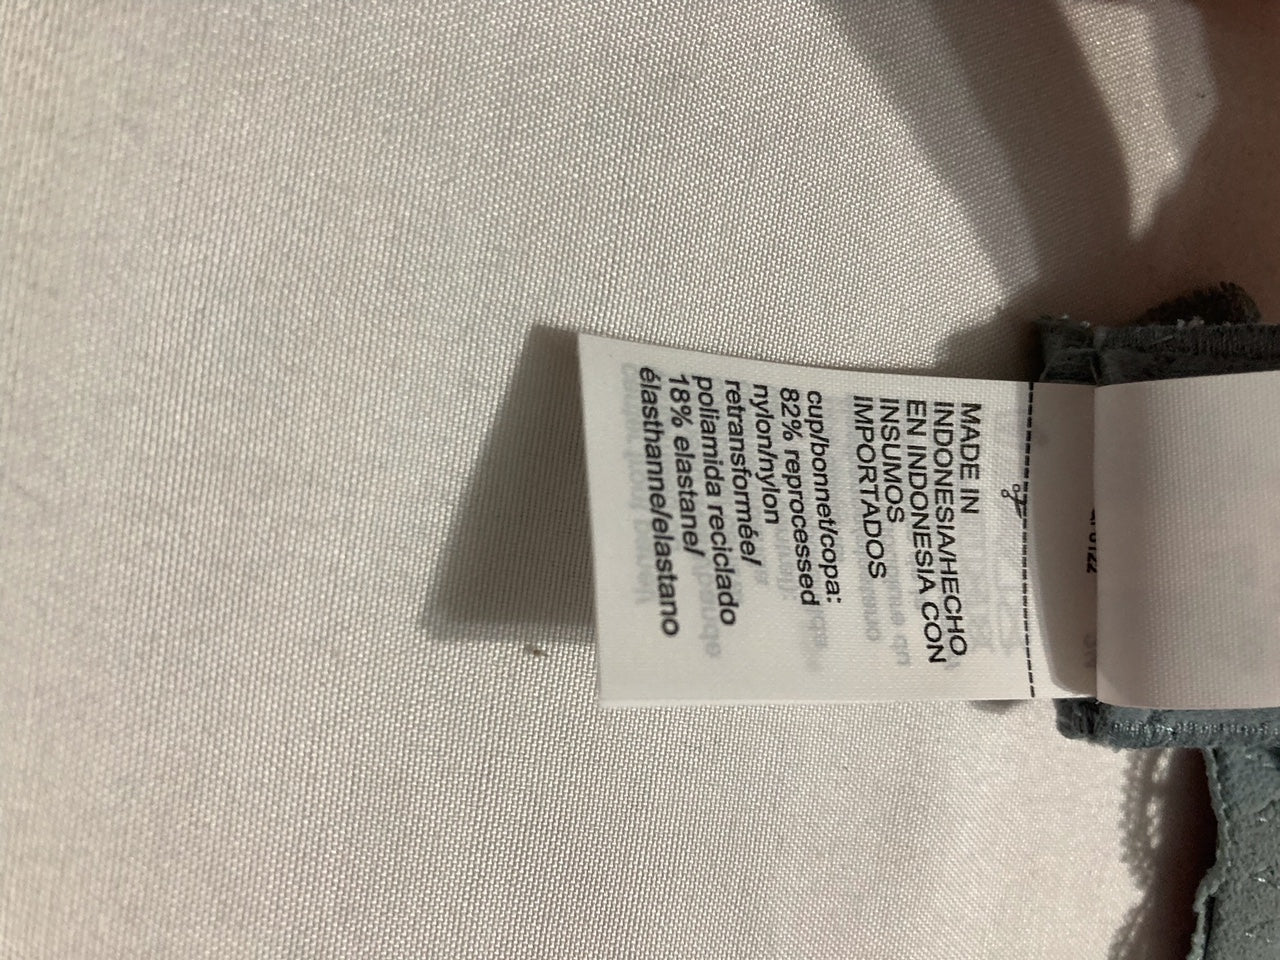 MADE IN
INDONESIA/HECHO
EN INDONESIA CON
INSUMOS
IMPORTADOS
cup/bonnet/copa:
82% reprocessed
nylon/nylon
retransformée/
poliamida reciclado
18% elastane/
élasthanne/elastano